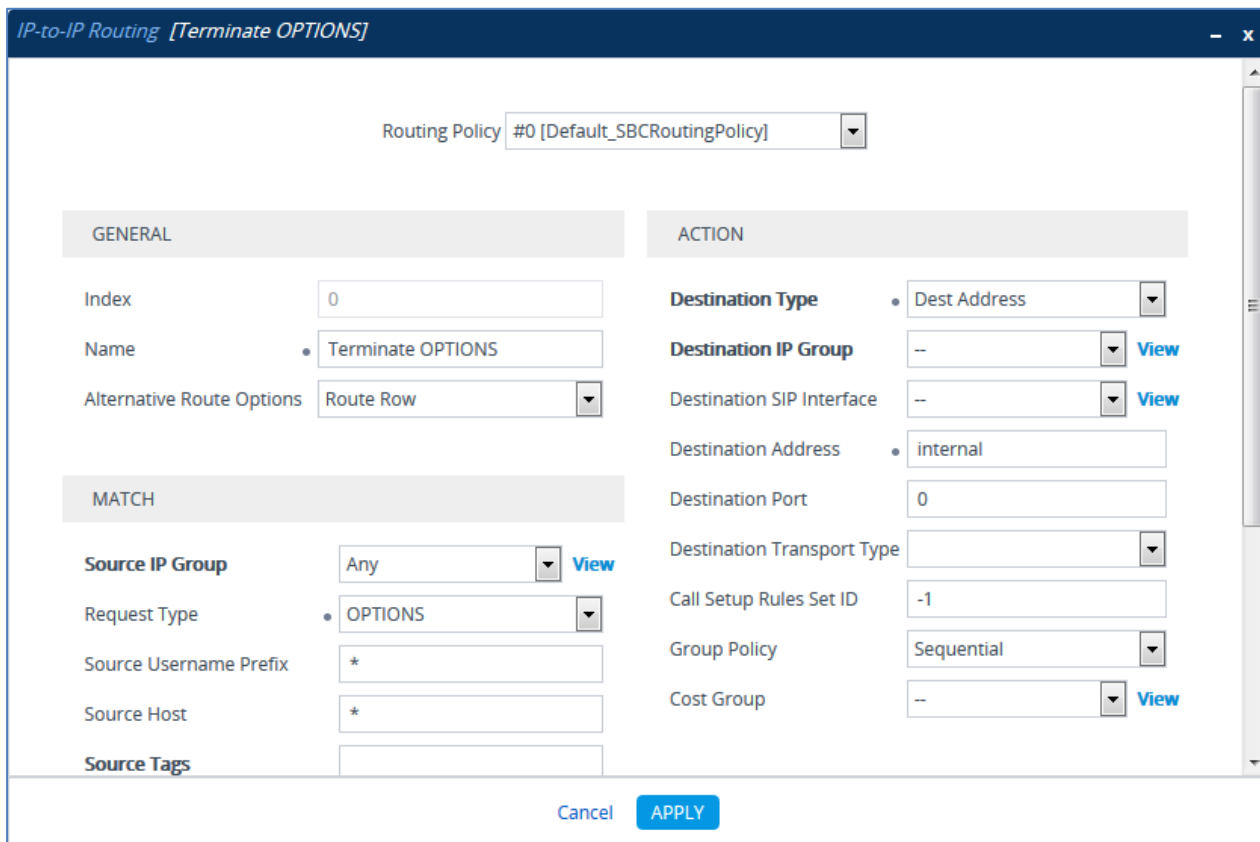 IP-to-IP Routing [Terminate OPTIONS] – x
Routing Policy #0 [Default_SBCRoutingPolicy]
GENERAL
Index 0
Name Terminate OPTIONS
Alternative Route Options Route Row
MATCH
Source IP Group Any View
Request Type OPTIONS
Source Username Prefix *
Source Host *
Source Tags
ACTION
Destination Type Dest Address
Destination IP Group -- View
Destination SIP Interface -- View
Destination Address internal
Destination Port 0
Destination Transport Type
Call Setup Rules Set ID -1
Group Policy Sequential
Cost Group -- View
Cancel APPLY